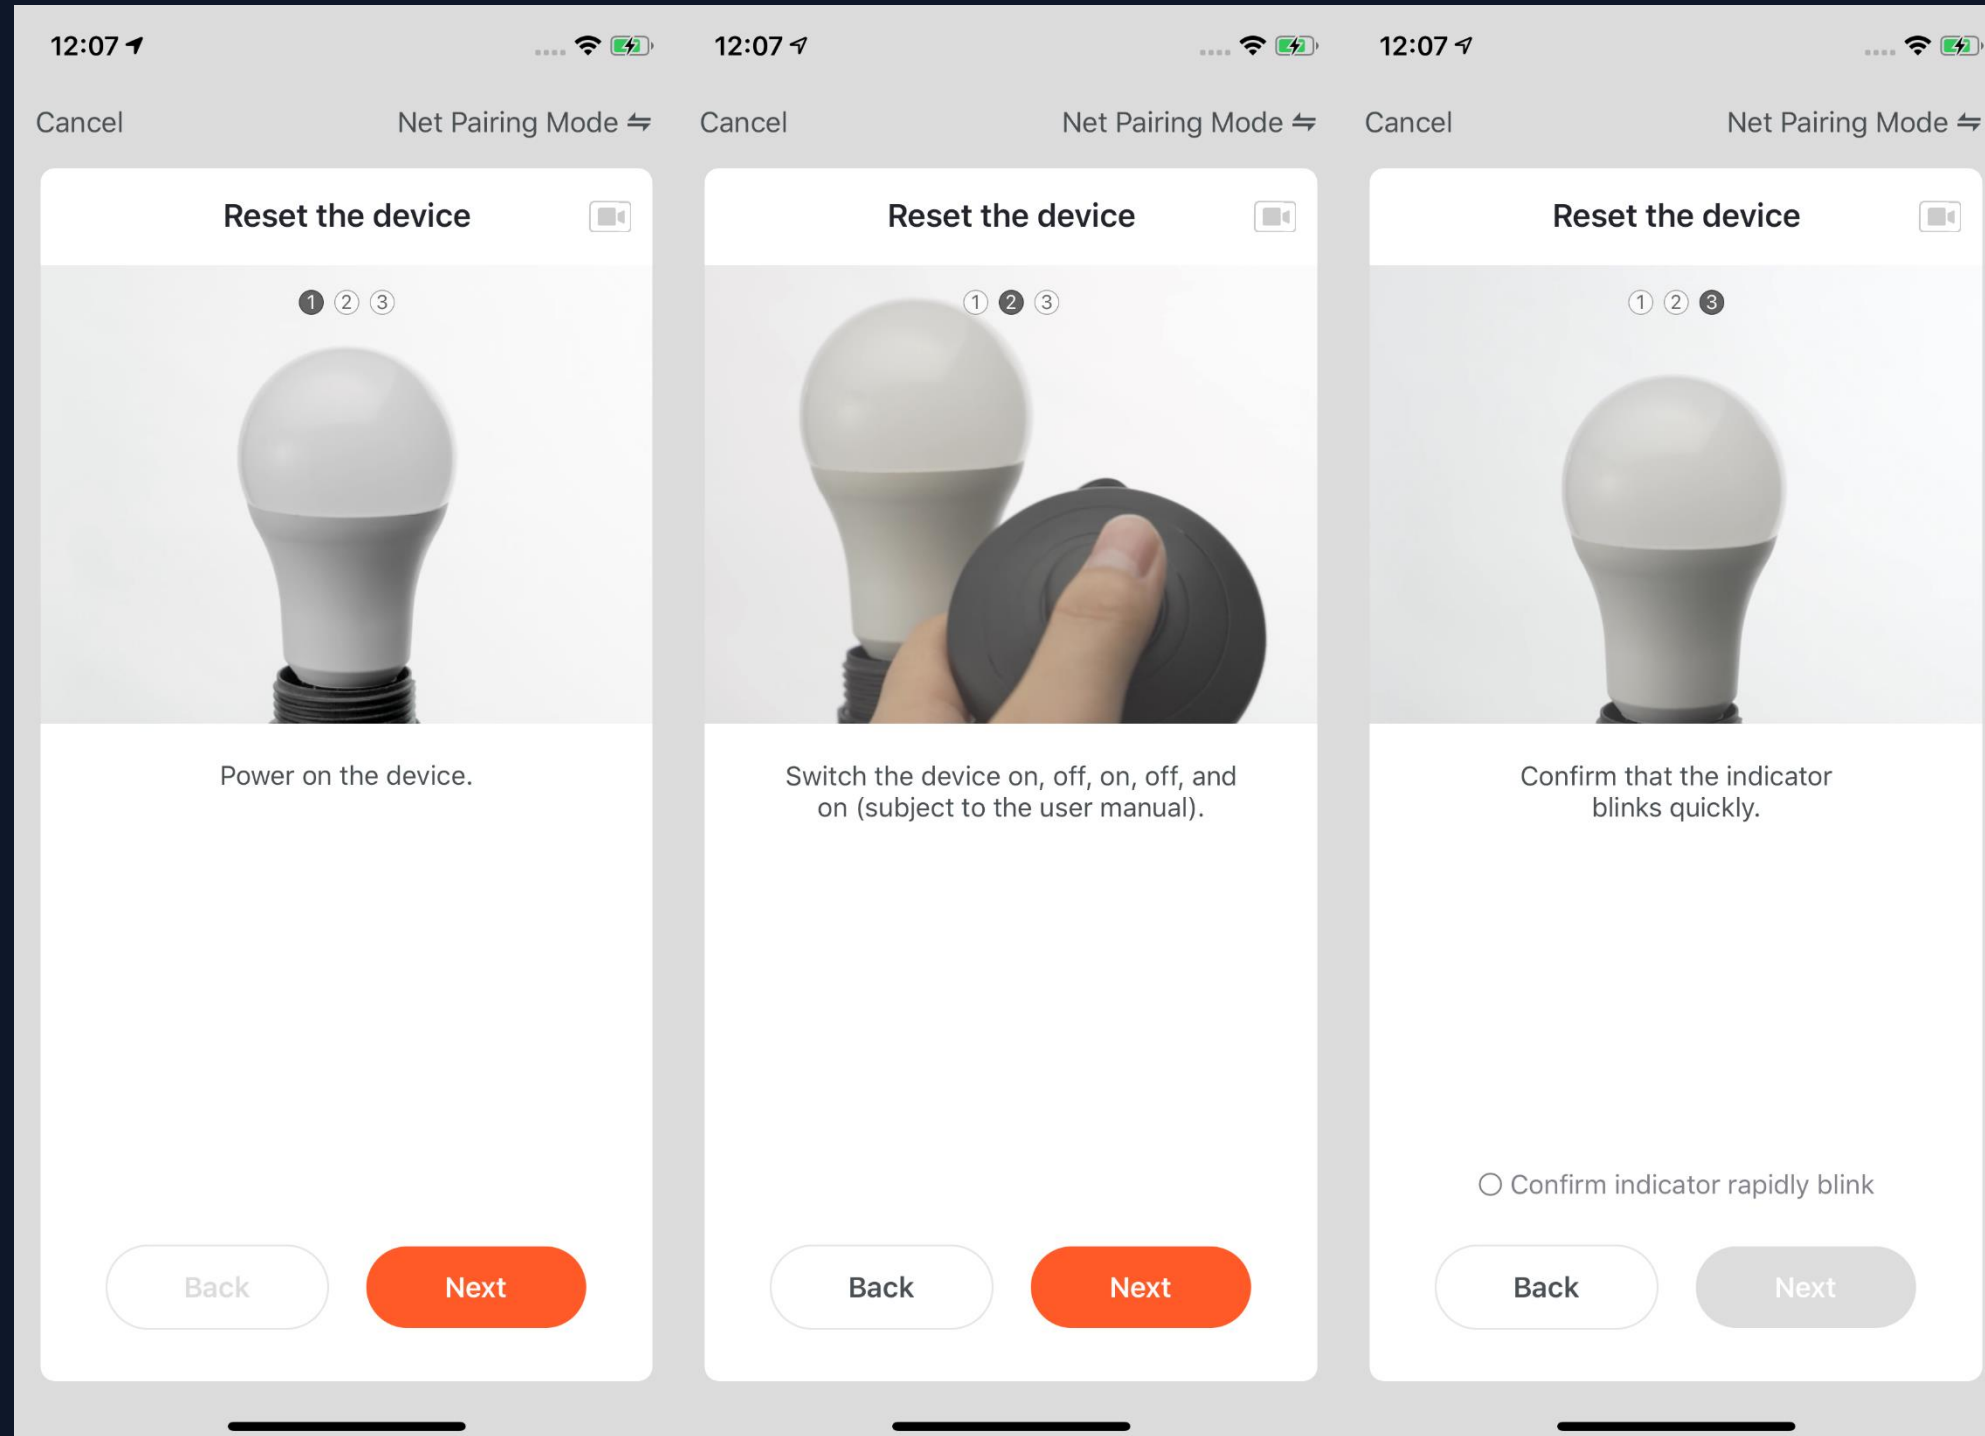 12:07
Cancel
Net Pairing Mode
Reset the device
1 2 3
Power on the device.
Back
Next
12:07
Cancel
Net Pairing Mode
Reset the device
1 2 3
Switch the device on, off, on, off, and
on (subject to the user manual).
Back
Next
12:07
Cancel
Net Pairing Mode
Reset the device
1 2 3
Confirm that the indicator
blinks quickly.
Confirm indicator rapidly blink
Back
Next